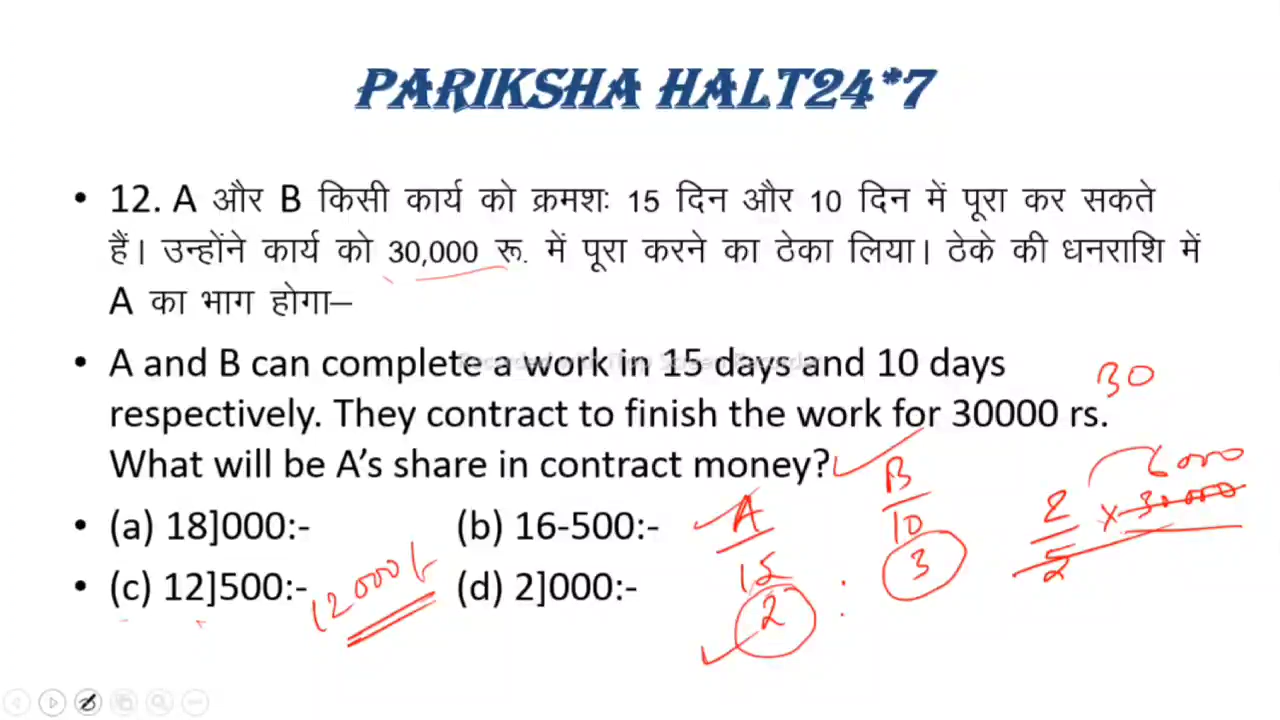 PARIKSHA HALT24*7
• 12. A और B किसी कार्य को क्रमशः 15 दिन और 10 दिन में पूरा कर सकते
हैं। उन्होंने कार्य को 30,000 रू. में पूरा करने का ठेका लिया। ठेके की धनराशि में
A का भाग होगा–
• A and B can complete a work in 15 days and 10 days
30
respectively. They contract to finish the work for 30000 rs.
What will be A's share in contract money?
A B
6000
• (a) 18]000:- (b) 16-500:-
15 10
2 : 3
2/5 × 30000
• (c) 12]500:- (d) 2]000:-
12000/-